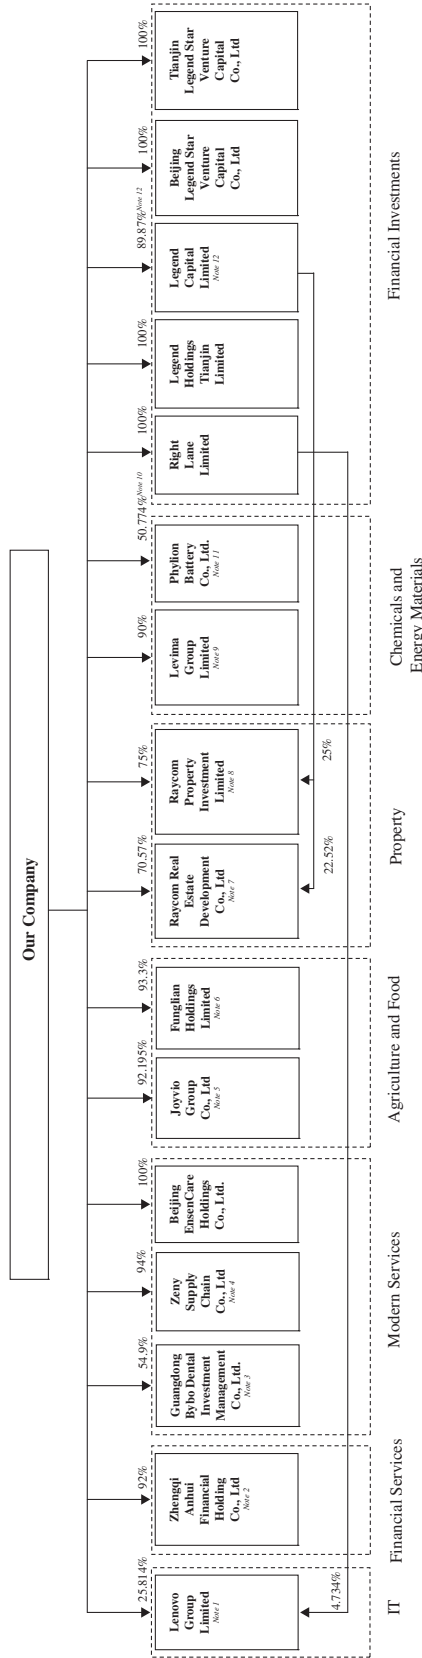 Our Company
25.814%
92%
54.9%
94%
100%
92.195%
93.3%
70.57%
75%
90%
50.774% Note 10
100%
100%
89.87% Note 12
100%
100%
Lenovo
Group
Limited
Note 1
Zhengqi
Anhui
Financial
Holding
Co., Ltd
Note 2
Guangdong
Bybo Dental
Investment
Management
Co., Ltd.
Note 3
Zeny
Supply
Chain
Co., Ltd
Note 4
Beijing
EnsenCare
Holdings
Co., Ltd.
Joyvio
Group
Co., Ltd
Note 5
Funglian
Holdings
Limited
Note 6
Raycom Real
Estate
Development
Co., Ltd
Note 7
Raycom
Property
Investment
Limited
Note 8
Levima
Group
Limited
Note 9
Phylion
Battery
Co., Ltd.
Note 11
Right
Lane
Limited
Legend
Holdings
Tianjin
Limited
Legend
Capital
Limited
Note 12
Beijing
Legend Star
Venture
Capital
Co., Ltd
Tianjin
Legend Star
Venture
Capital
Co., Ltd
4.734%
22.52%
25%
IT
Financial Services
Modern Services
Agriculture and Food
Property
Chemicals and
Energy Materials
Financial Investments